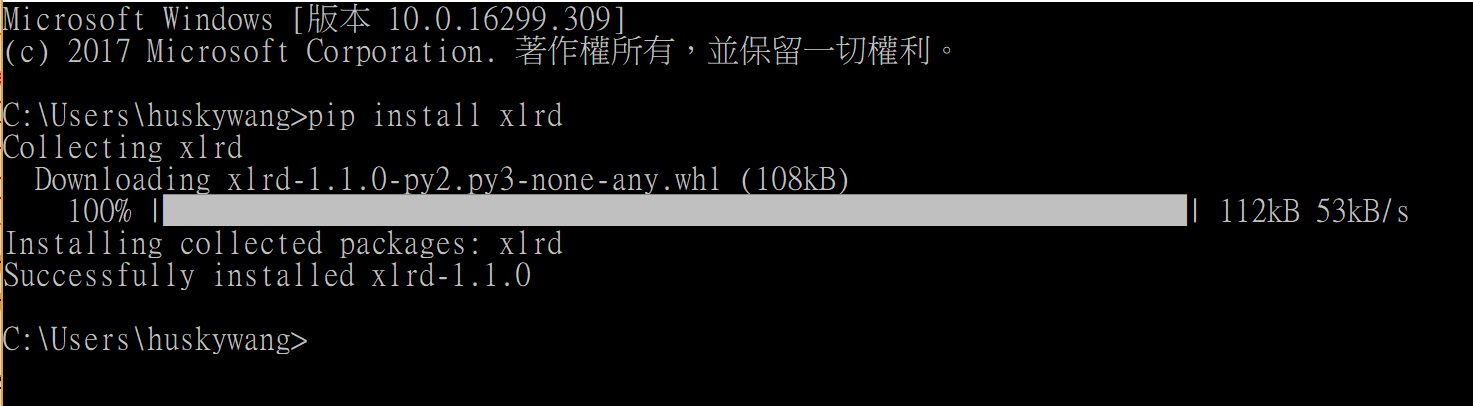 Microsoft Windows [版本 10.0.16299.309]
(c) 2017 Microsoft Corporation. 著作權所有，並保留一切權利。
C:\Users\huskywang>pip install xlrd
Collecting xlrd
Downloading xlrd-1.1.0-py2.py3-none-any.whl (108kB)
100% |████████████████████████████████| 112kB 53kB/s
Installing collected packages: xlrd
Successfully installed xlrd-1.1.0
C:\Users\huskywang>